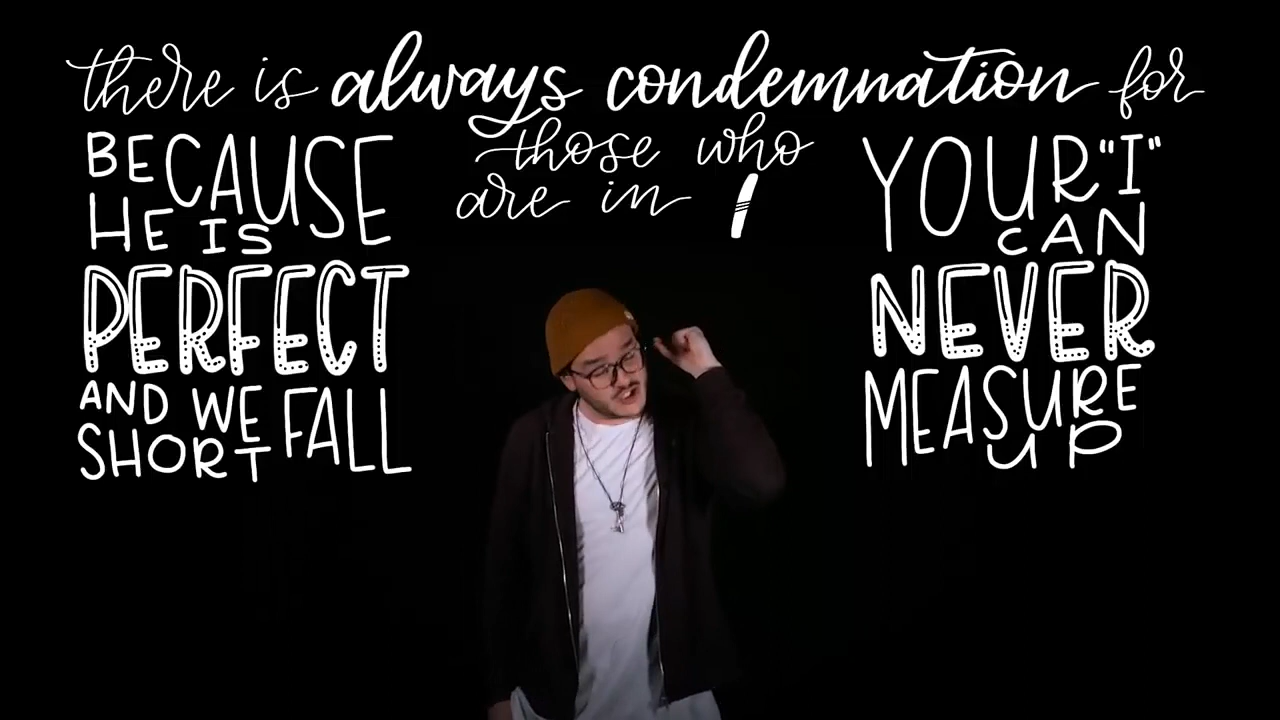 there is always condemnation for
those who
are in I
BECAUSE
HE IS
PERFECT
AND WE FALL
SHORT
YOUR "I"
CAN
NEVER
MEASURE
UP